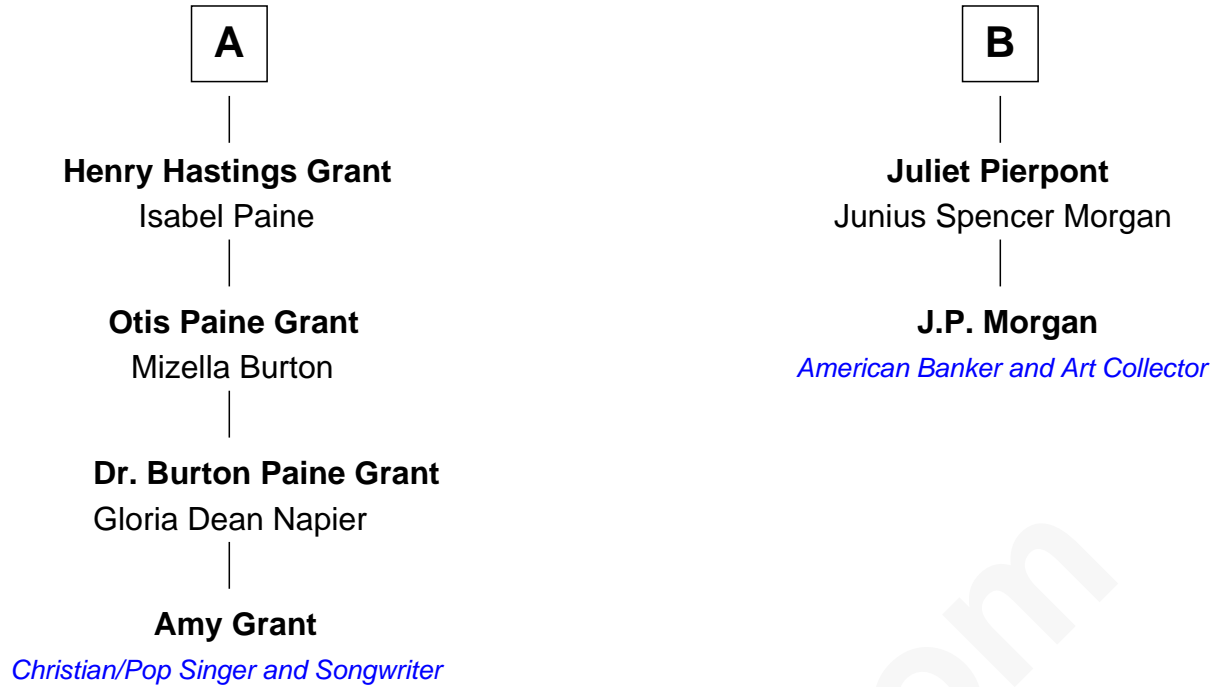 A
Henry Hastings Grant
Isabel Paine
Otis Paine Grant
Mizella Burton
Dr. Burton Paine Grant
Gloria Dean Napier
Amy Grant
Christian/Pop Singer and Songwriter
B
Juliet Pierpont
Junius Spencer Morgan
J.P. Morgan
American Banker and Art Collector
om